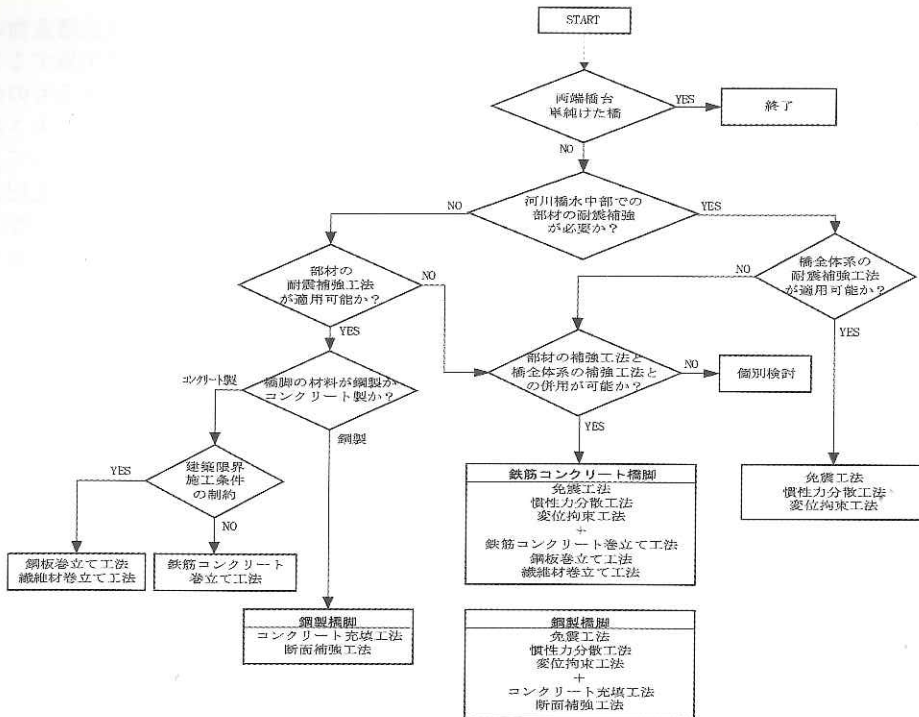 START
両端橋台
単純けた橋
YES
終了
NO
河川橋水中部での
部材の耐震補強
が必要か？
NO
YES
部材の
耐震補強工法
が適用可能か？
NO
YES
橋全体系の
耐震補強工法
が適用可能か？
NO
YES
部材の補強工法と
橋全体系の補強工法と
の併用が可能か？
NO
個別検討
YES
橋脚の材料が鋼製か
コンクリート製か？
コンクリート製
鋼製
建築限界
施工条件
の制約
YES
NO
鋼板巻立て工法
繊維材巻立て工法
鉄筋コンクリート
巻立て工法
鋼製橋脚
コンクリート充填工法
断面補強工法
鉄筋コンクリート橋脚
免震工法
慣性力分散工法
変位拘束工法
+
鉄筋コンクリート巻立て工法
鋼板巻立て工法
繊維材巻立て工法
鋼製橋脚
免震工法
慣性力分散工法
変位拘束工法
+
コンクリート充填工法
断面補強工法
免震工法
慣性力分散工法
変位拘束工法